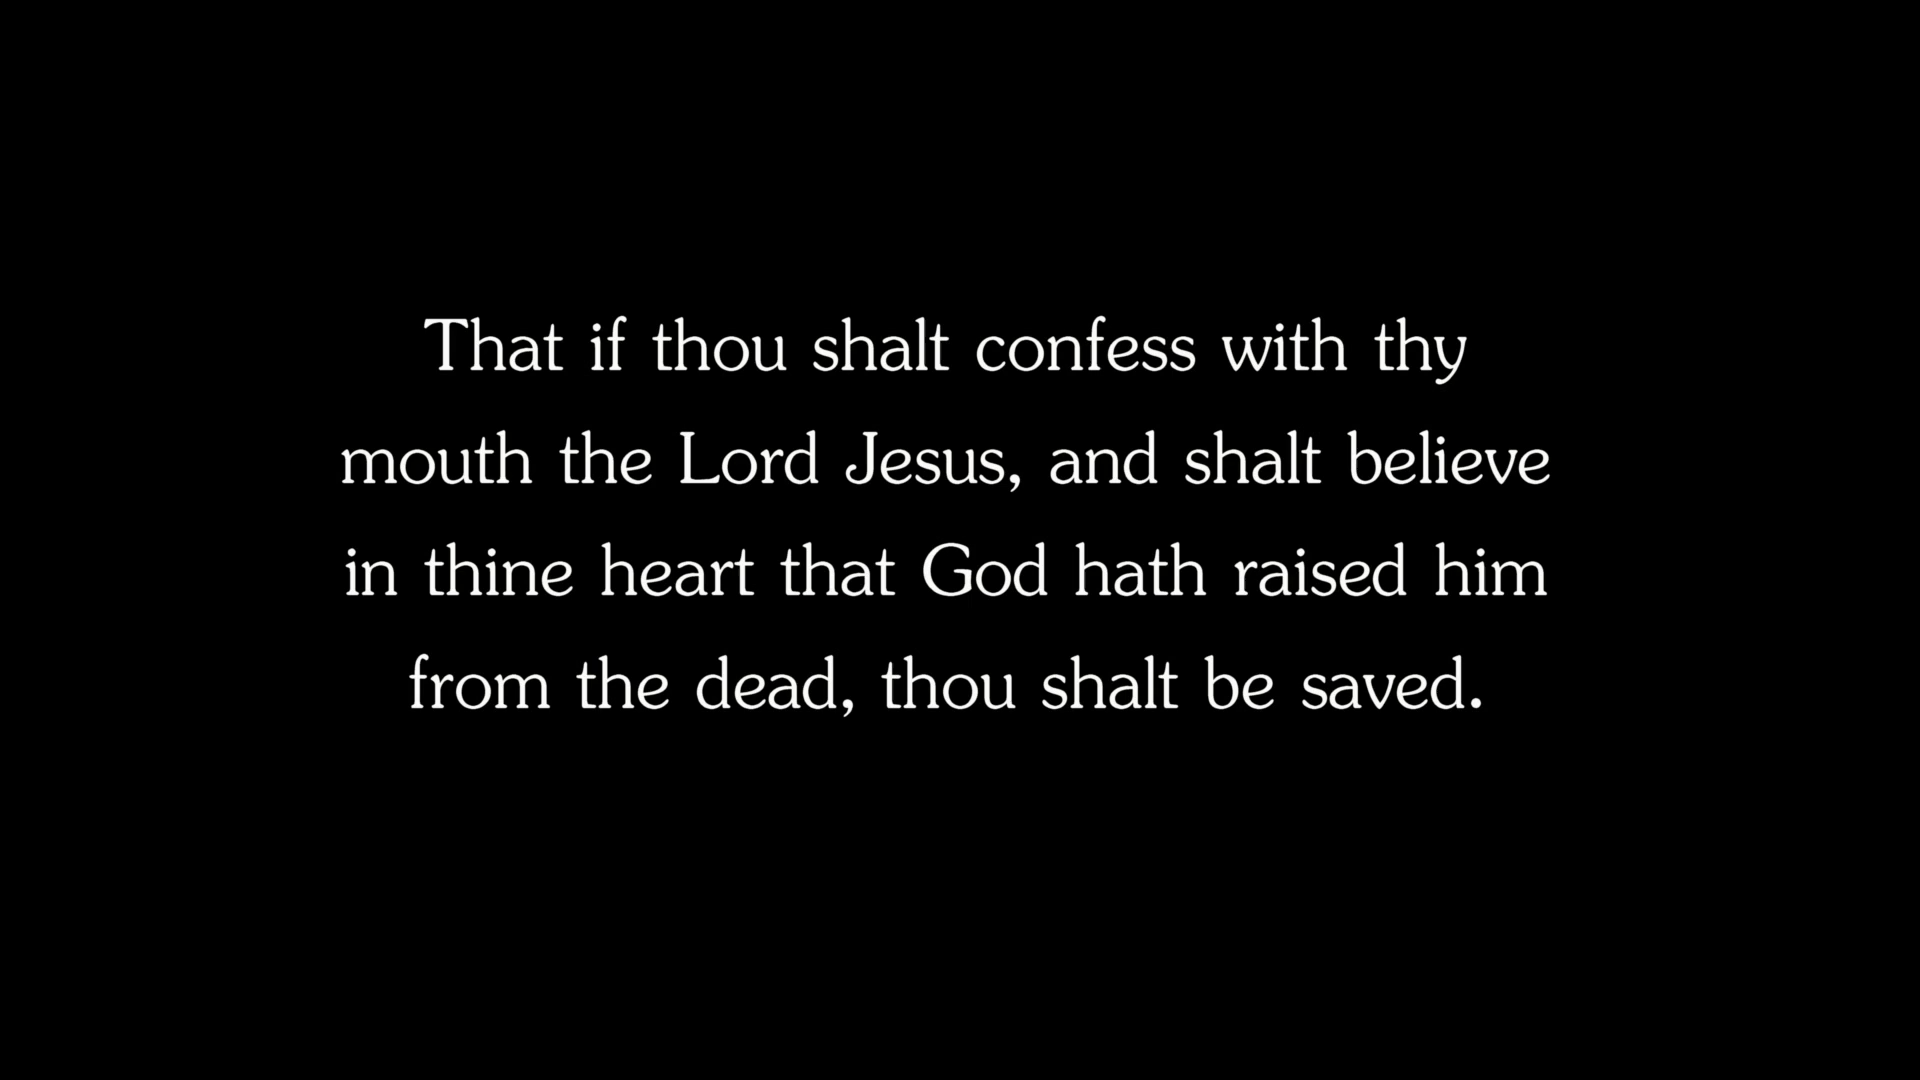 That if thou shalt confess with thy
mouth the Lord Jesus, and shalt believe
in thine heart that God hath raised him
from the dead, thou shalt be saved.